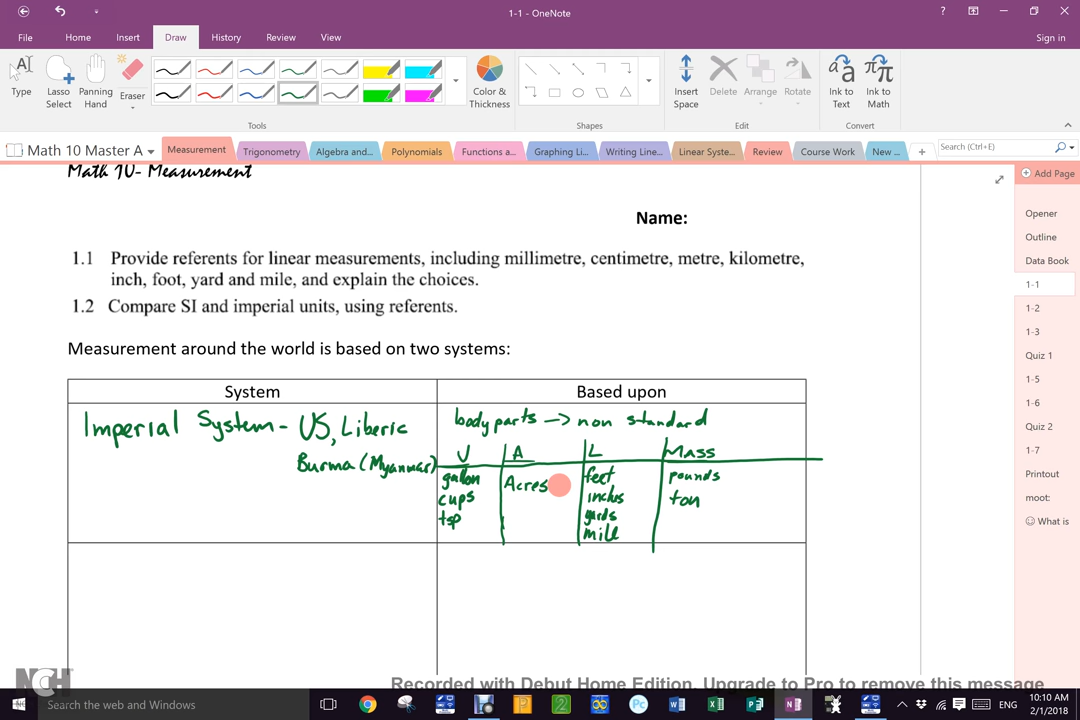 1-1 - OneNote
?
File Home Insert Draw History Review View
Sign in
Type
Lasso Select
Panning Hand
Eraser
Color & Thickness
Insert Space
Delete
Arrange
Rotate
Ink to Text
Ink to Math
Tools Shapes Edit Convert
Math 10 Master A
Measurement Trigonometry Algebra and... Polynomials Functions a... Graphing Li... Writing Line... Linear Syste... Review Course Work New ... +
Search (Ctrl+E)
Add Page
Opener
Outline
Data Book
1-1
1-2
1-3
Quiz 1
1-5
1-6
Quiz 2
1-7
Printout
moot:
☺ What is
Math 10- Measurement
Name:
1.1 Provide referents for linear measurements, including millimetre, centimetre, metre, kilometre,
inch, foot, yard and mile, and explain the choices.
1.2 Compare SI and imperial units, using referents.
Measurement around the world is based on two systems:
System Based upon
Imperial System - US, Liberic
Burma (Myanmar)
body parts -> non standard
V A L Mass
gallon Acres feet pounds
cups inches ton
tsp yards
mile
NCH
Recorded with Debut Home Edition. Upgrade to Pro to remove this message
Search the web and Windows
ENG
10:10 AM
2/1/2018